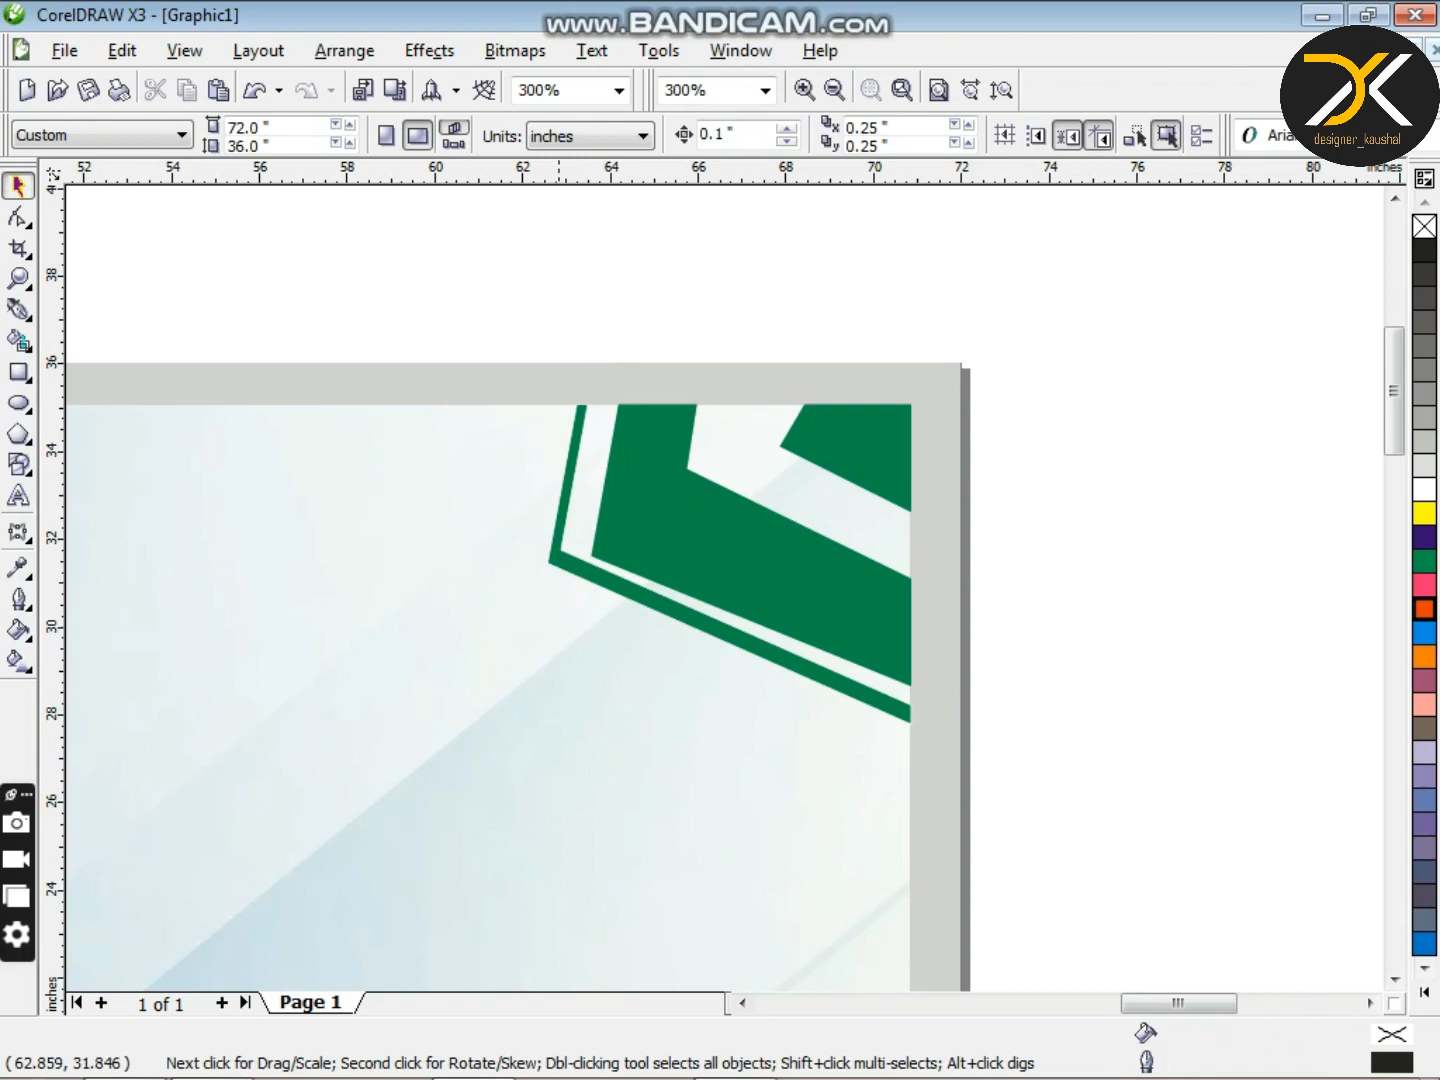 CorelDRAW X3 - [Graphic1]
www.BANDICAM.com
File Edit View Layout Arrange Effects Bitmaps Text Tools Window Help
300% 300%
designer_kaushal
Custom 72.0 " 36.0 " Units: inches 0.1 " x 0.25 " y 0.25 " O Aria
52 54 56 58 60 62 64 66 68 70 72 74 76 78 80 inches
38
36
34
32
30
28
26
24
inches
1 of 1 Page 1
( 62.859, 31.846 ) Next click for Drag/Scale; Second click for Rotate/Skew; Dbl-clicking tool selects all objects; Shift+click multi-selects; Alt+click digs